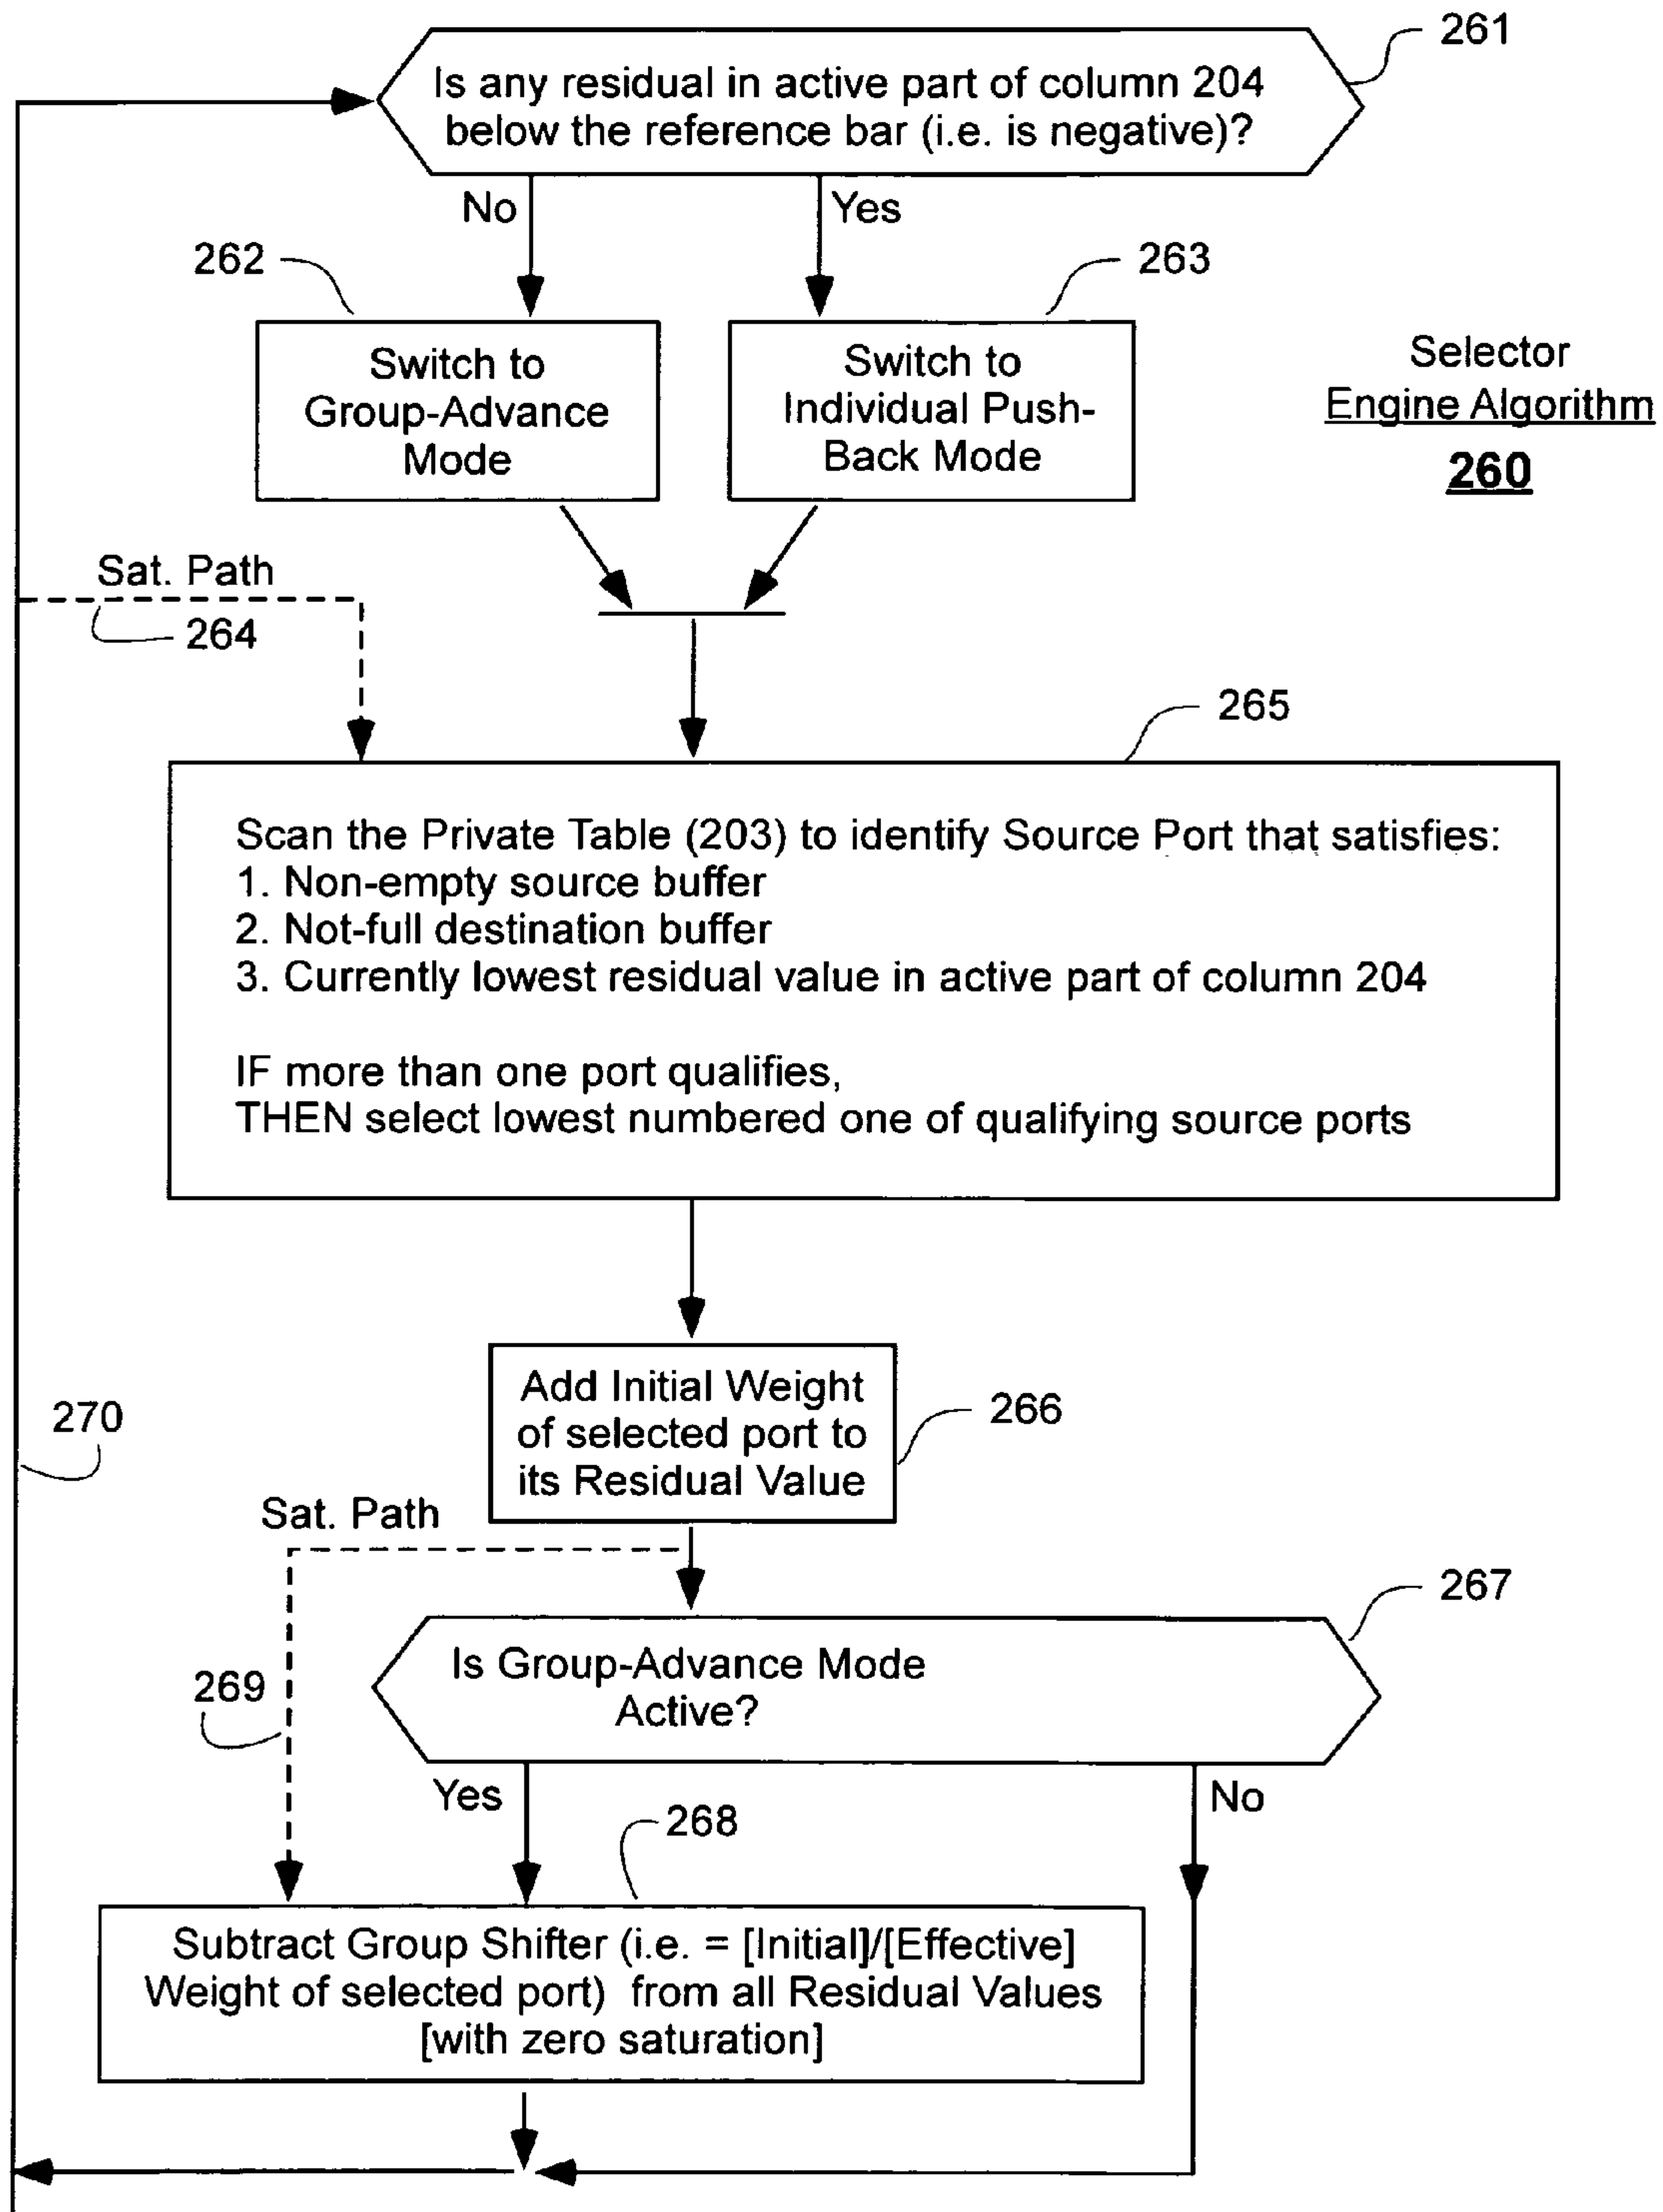 261
Is any residual in active part of column 204
below the reference bar (i.e. is negative)?
No
Yes
262
263
Switch to
Group-Advance
Mode
Switch to
Individual Push-
Back Mode
Selector
Engine Algorithm
260
Sat. Path
264
265
Scan the Private Table (203) to identify Source Port that satisfies:
1. Non-empty source buffer
2. Not-full destination buffer
3. Currently lowest residual value in active part of column 204
IF more than one port qualifies,
THEN select lowest numbered one of qualifying source ports
Add Initial Weight
of selected port to
its Residual Value
266
270
Sat. Path
267
Is Group-Advance Mode
Active?
269
Yes
No
268
Subtract Group Shifter (i.e. = [Initial]/[Effective]
Weight of selected port) from all Residual Values
[with zero saturation]